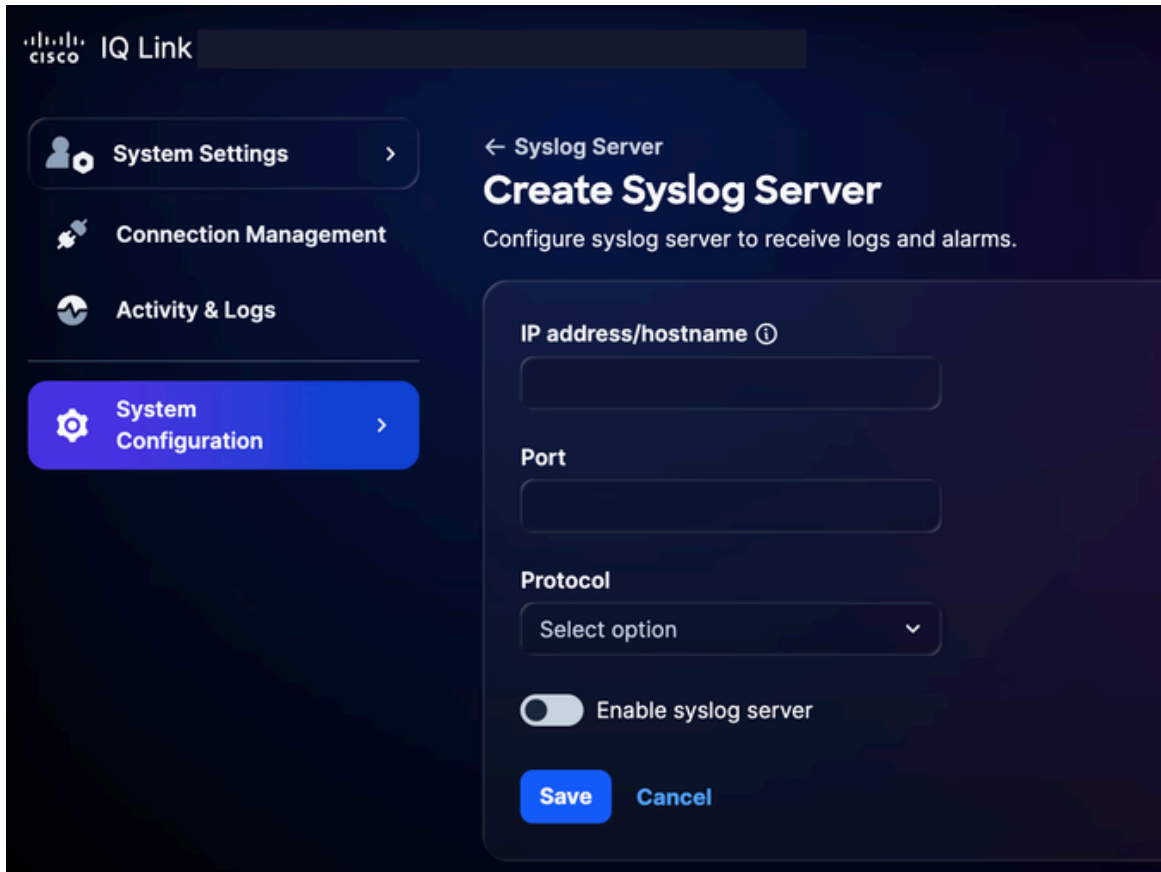 cisco IQ Link
System Settings
Connection Management
Activity & Logs
System
Configuration
← Syslog Server
Create Syslog Server
Configure syslog server to receive logs and alarms.
IP address/hostname
Port
Protocol
Select option
Enable syslog server
Save Cancel